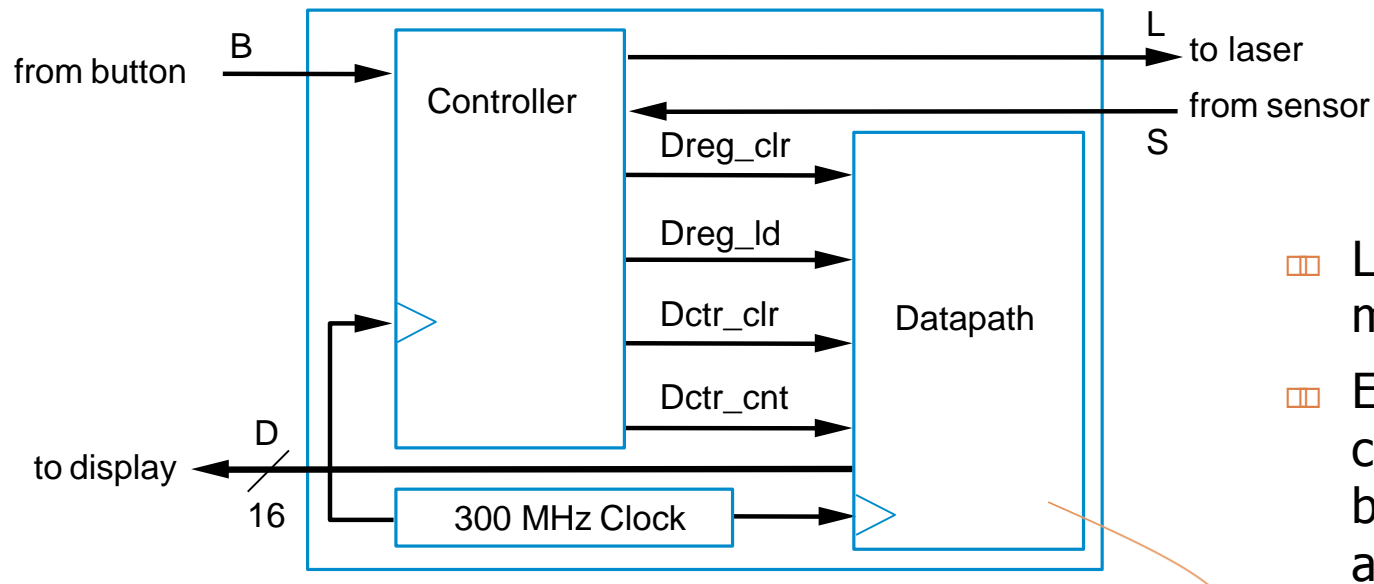 B
from button
Controller
L
to laser
from sensor
S
Dreg_clr
Dreg_ld
Dctr_clr
Dctr_cnt
Datapath
D
to display
16
300 MHz Clock